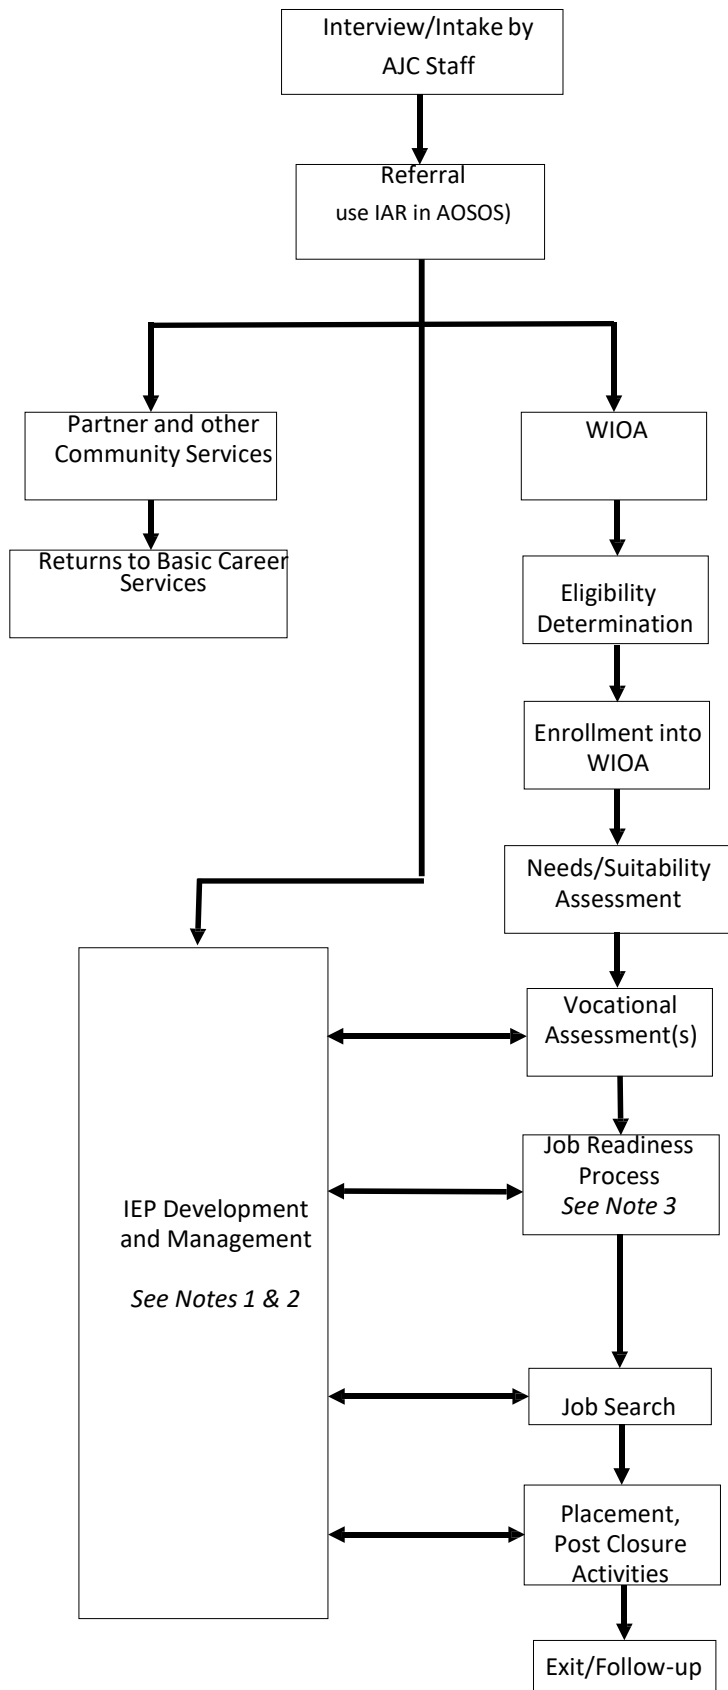 Interview/Intake by
AJC Staff
Referral
use IAR in AOSOS)
Partner and other
Community Services
WIOA
Returns to Basic Career
Services
Eligibility
Determination
Enrollment into
WIOA
Needs/Suitability
Assessment
Vocational
Assessment(s)
Job Readiness
Process
See Note 3
IEP Development
and Management
See Notes 1 & 2
Job Search
Placement,
Post Closure
Activities
Exit/Follow-up